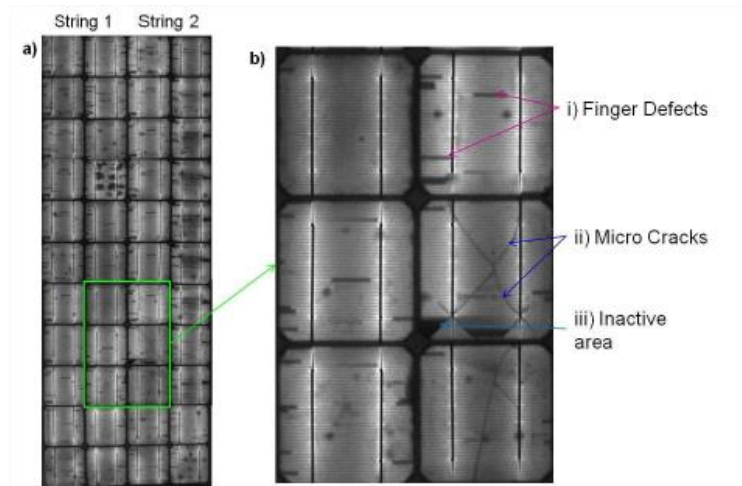 String 1 String 2
a)
b)
i) Finger Defects
ii) Micro Cracks
iii) Inactive
area